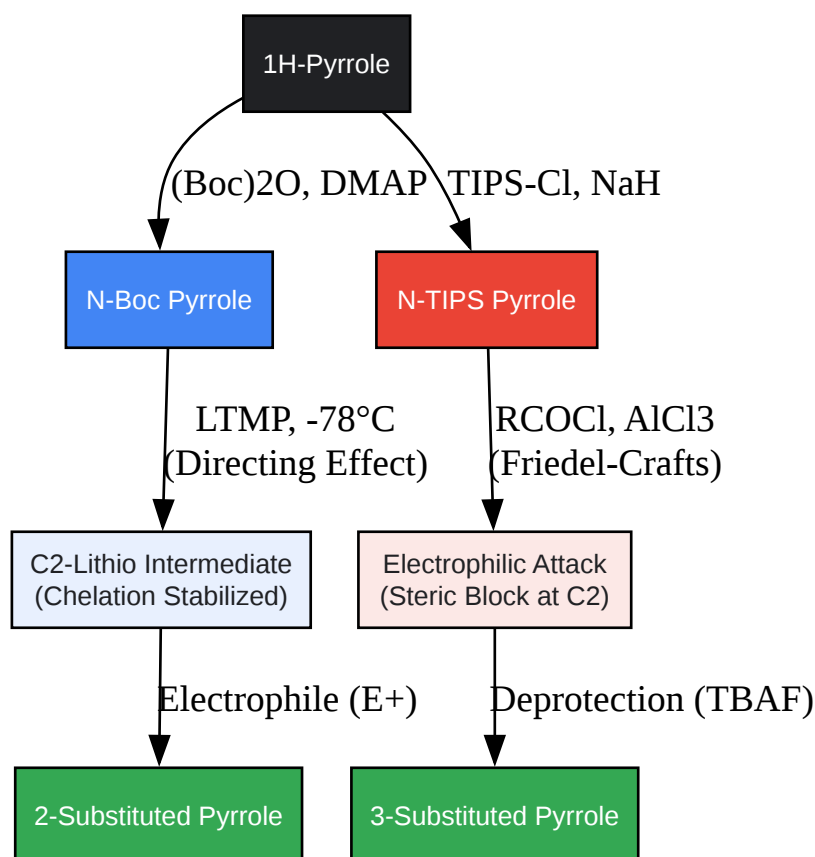 1H-Pyrrole
(Boc)2O, DMAP
TIPS-Cl, NaH
N-Boc Pyrrole
N-TIPS Pyrrole
LTMP, -78°C
(Directing Effect)
RCOCl, AlCl3
(Friedel-Crafts)
C2-Lithio Intermediate
(Chelation Stabilized)
Electrophilic Attack
(Steric Block at C2)
Electrophile (E+)
Deprotection (TBAF)
2-Substituted Pyrrole
3-Substituted Pyrrole